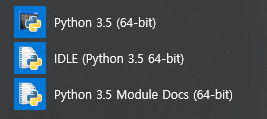 Python 3.5 (64-bit)
IDLE (Python 3.5 64-bit)
Python 3.5 Module Docs (64-bit)